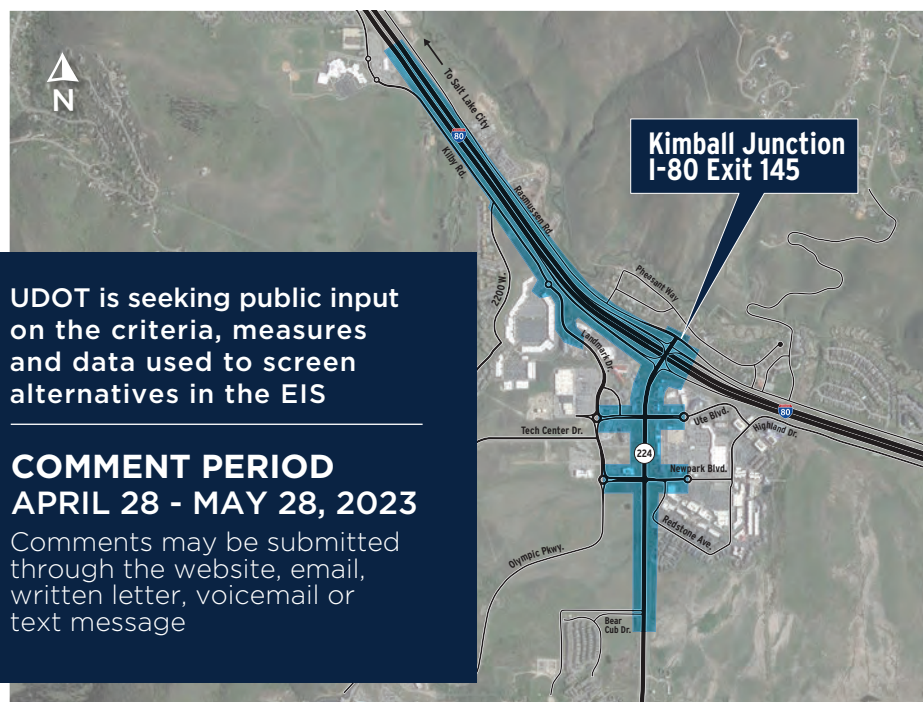 N
To Salt Lake City
80
Kilby Rd.
Rasmussen Rd.
Kimball Junction
I-80 Exit 145
Pheasant Way
2200 W.
Landmark Dr.
80
Ute Blvd.
Highland Dr.
Tech Center Dr.
224
Newpark Blvd.
Redstone Ave.
Olympic Pkwy.
Bear
Cub Dr.
UDOT is seeking public input
on the criteria, measures
and data used to screen
alternatives in the EIS
COMMENT PERIOD
APRIL 28 - MAY 28, 2023
Comments may be submitted
through the website, email,
written letter, voicemail or
text message